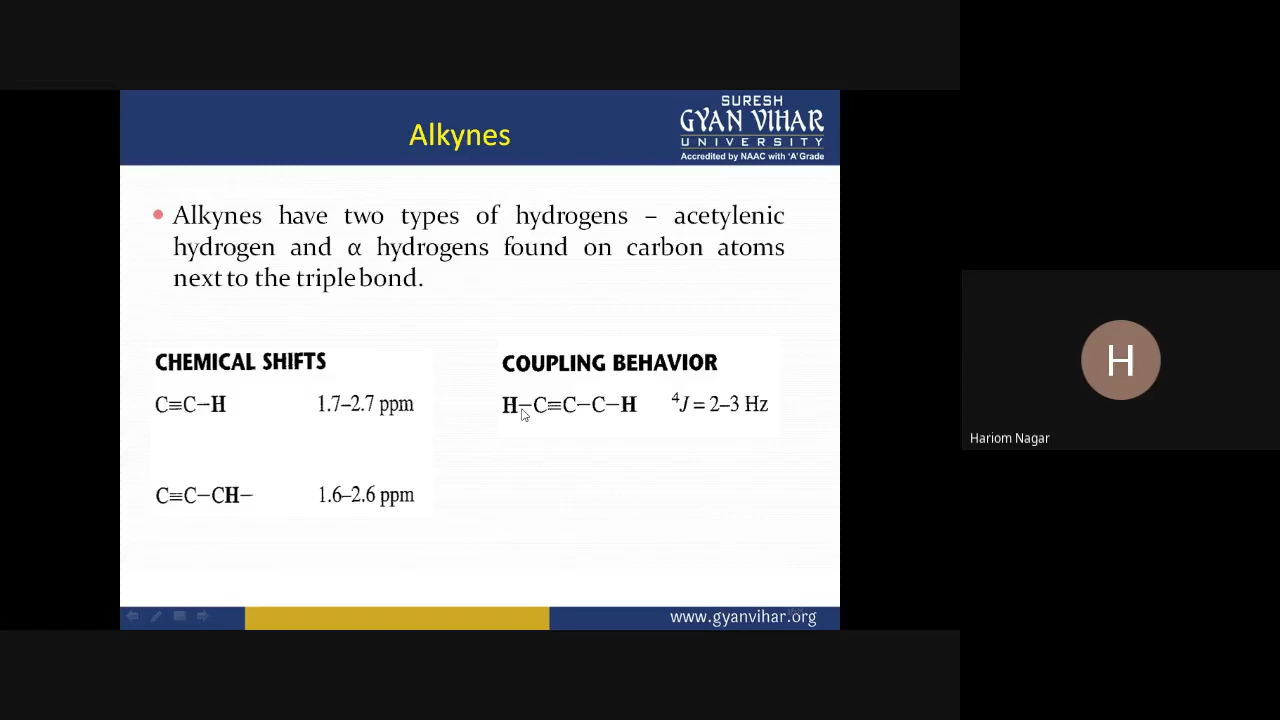 SURESH
GYAN VIHAR
UNIVERSITY
Accredited by NAAC with 'A' Grade
Alkynes
• Alkynes have two types of hydrogens – acetylenic
hydrogen and α hydrogens found on carbon atoms
next to the triple bond.
CHEMICAL SHIFTS
C≡C−H 1.7–2.7 ppm
C≡C−CH− 1.6–2.6 ppm
COUPLING BEHAVIOR
H−C≡C−C−H ⁴J = 2–3 Hz
www.gyanvihar.org
H
Hariom Nagar